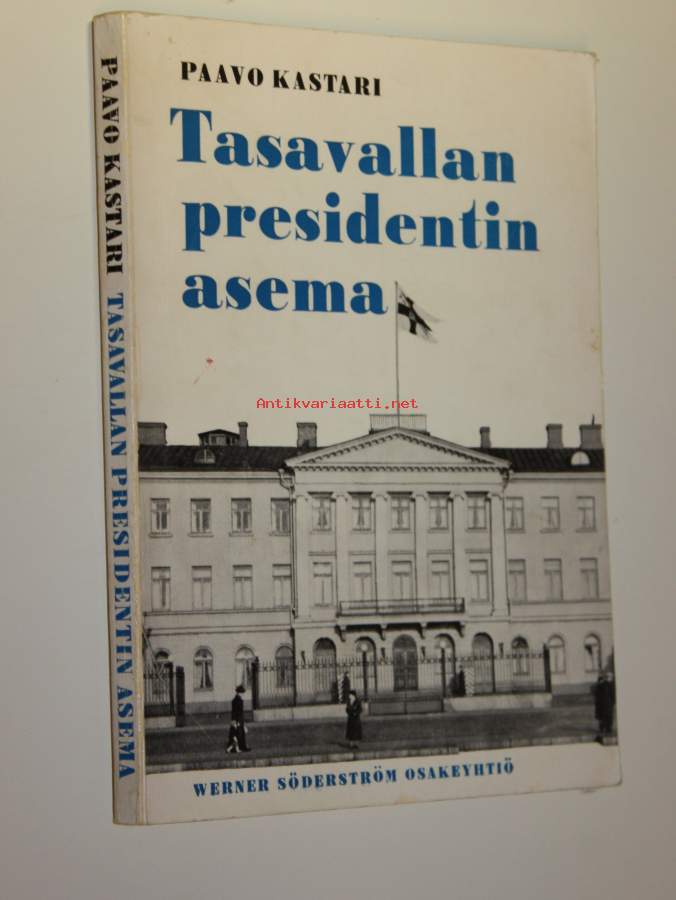 PAAVO KASTARI
Tasavallan
presidentin
asema
Antikvariaatti.net
WERNER SÖDERSTRÖM OSAKEYHTIÖ
PAAVO KASTARI TASAVALLAN PRESIDENTIN ASEMA